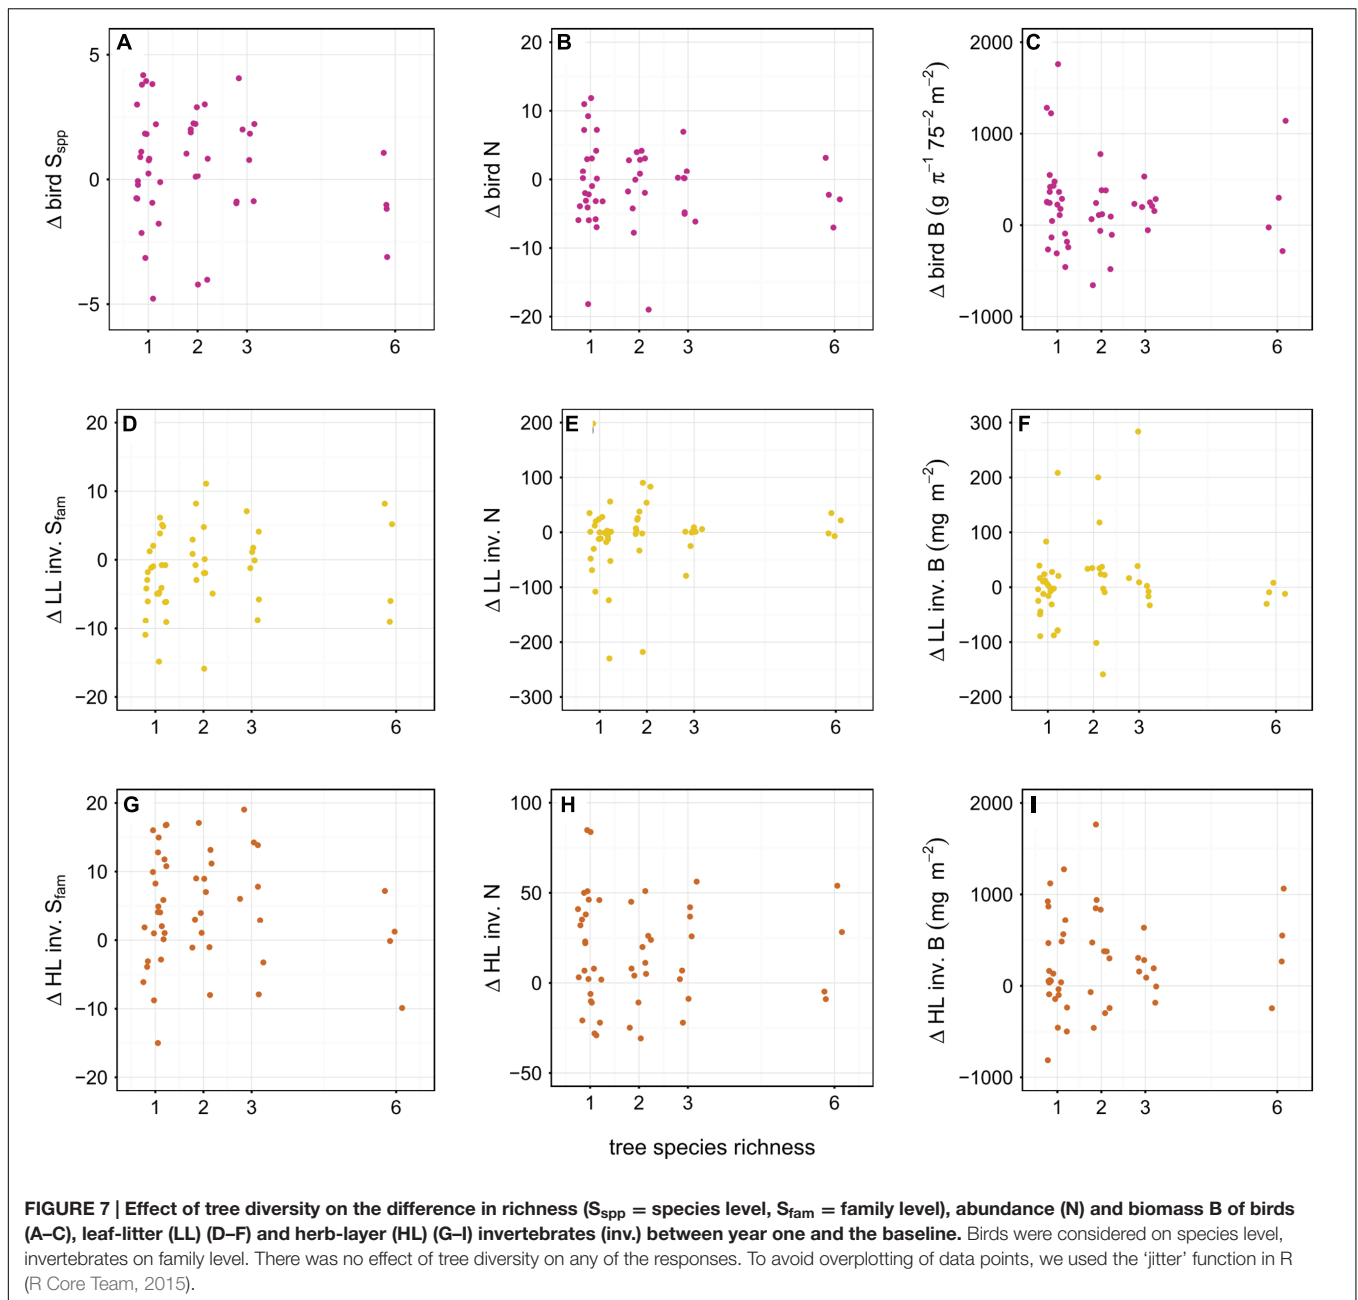 A
B
C
5
0
−5
Δ bird Sspp
1 2 3 6
20
10
0
−10
−20
Δ bird N
1 2 3 6
2000
1000
0
−1000
Δ bird B (g π−1 75−2 m−2)
1 2 3 6
D
E
F
20
10
0
−10
−20
Δ LL inv. Sfam
1 2 3 6
200
100
0
−100
−200
−300
Δ LL inv. N
1 2 3 6
300
200
100
0
−100
−200
Δ LL inv. B (mg m−2)
1 2 3 6
G
H
I
20
10
0
−10
−20
Δ HL inv. Sfam
1 2 3 6
100
50
0
−50
Δ HL inv. N
1 2 3 6
2000
1000
0
−1000
Δ HL inv. B (mg m−2)
1 2 3 6
tree species richness
FIGURE 7 | Effect of tree diversity on the difference in richness (Sspp = species level, Sfam = family level), abundance (N) and biomass B of birds
(A–C), leaf-litter (LL) (D–F) and herb-layer (HL) (G–I) invertebrates (inv.) between year one and the baseline. Birds were considered on species level,
invertebrates on family level. There was no effect of tree diversity on any of the responses. To avoid overplotting of data points, we used the ‘jitter’ function in R
(R Core Team, 2015).